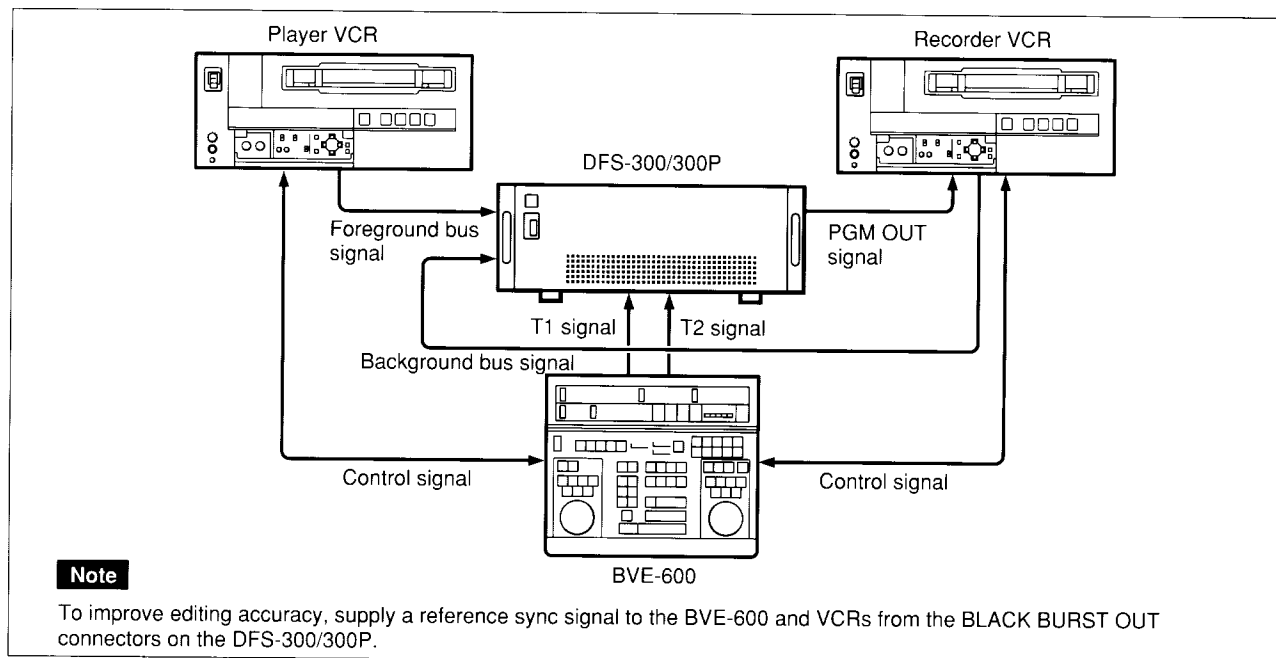 Player VCR
Recorder VCR
DFS-300/300P
Foreground bus
signal
PGM OUT
signal
T1 signal
T2 signal
Background bus signal
Control signal
Control signal
BVE-600
Note
To improve editing accuracy, supply a reference sync signal to the BVE-600 and VCRs from the BLACK BURST OUT
connectors on the DFS-300/300P.